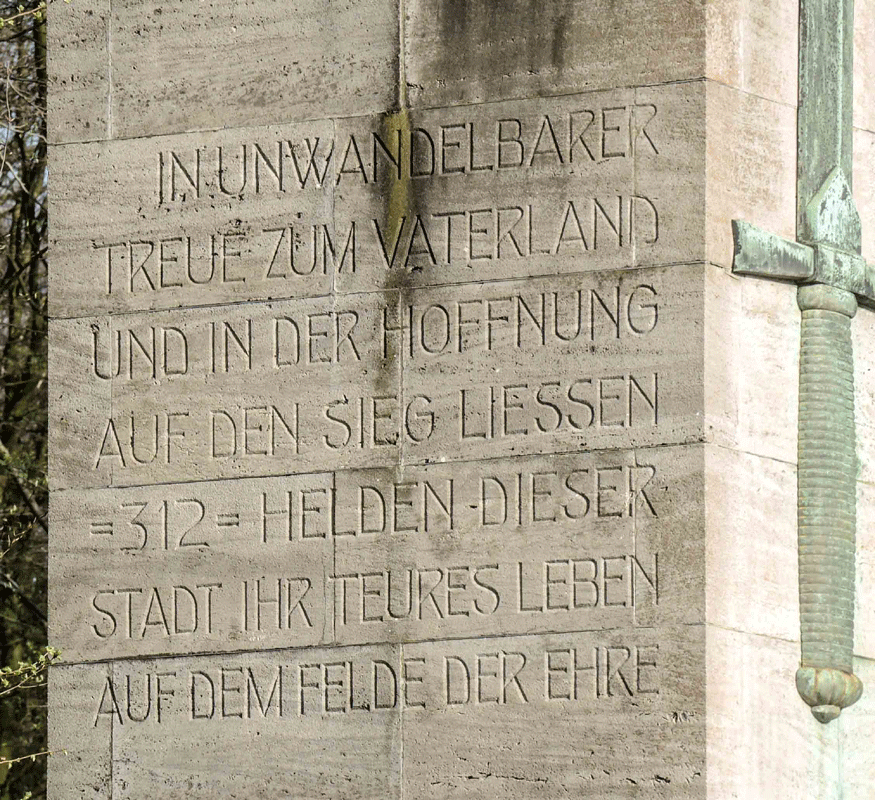 IN UNWANDELBARER
TREUE ZUM VATERLAND
UND IN DER HOFFNUNG
AUF DEN SIEG LIESSEN
=312= HELDEN DIESER
STADT IHR TEURES LEBEN
AUF DEM FELDE DER EHRE